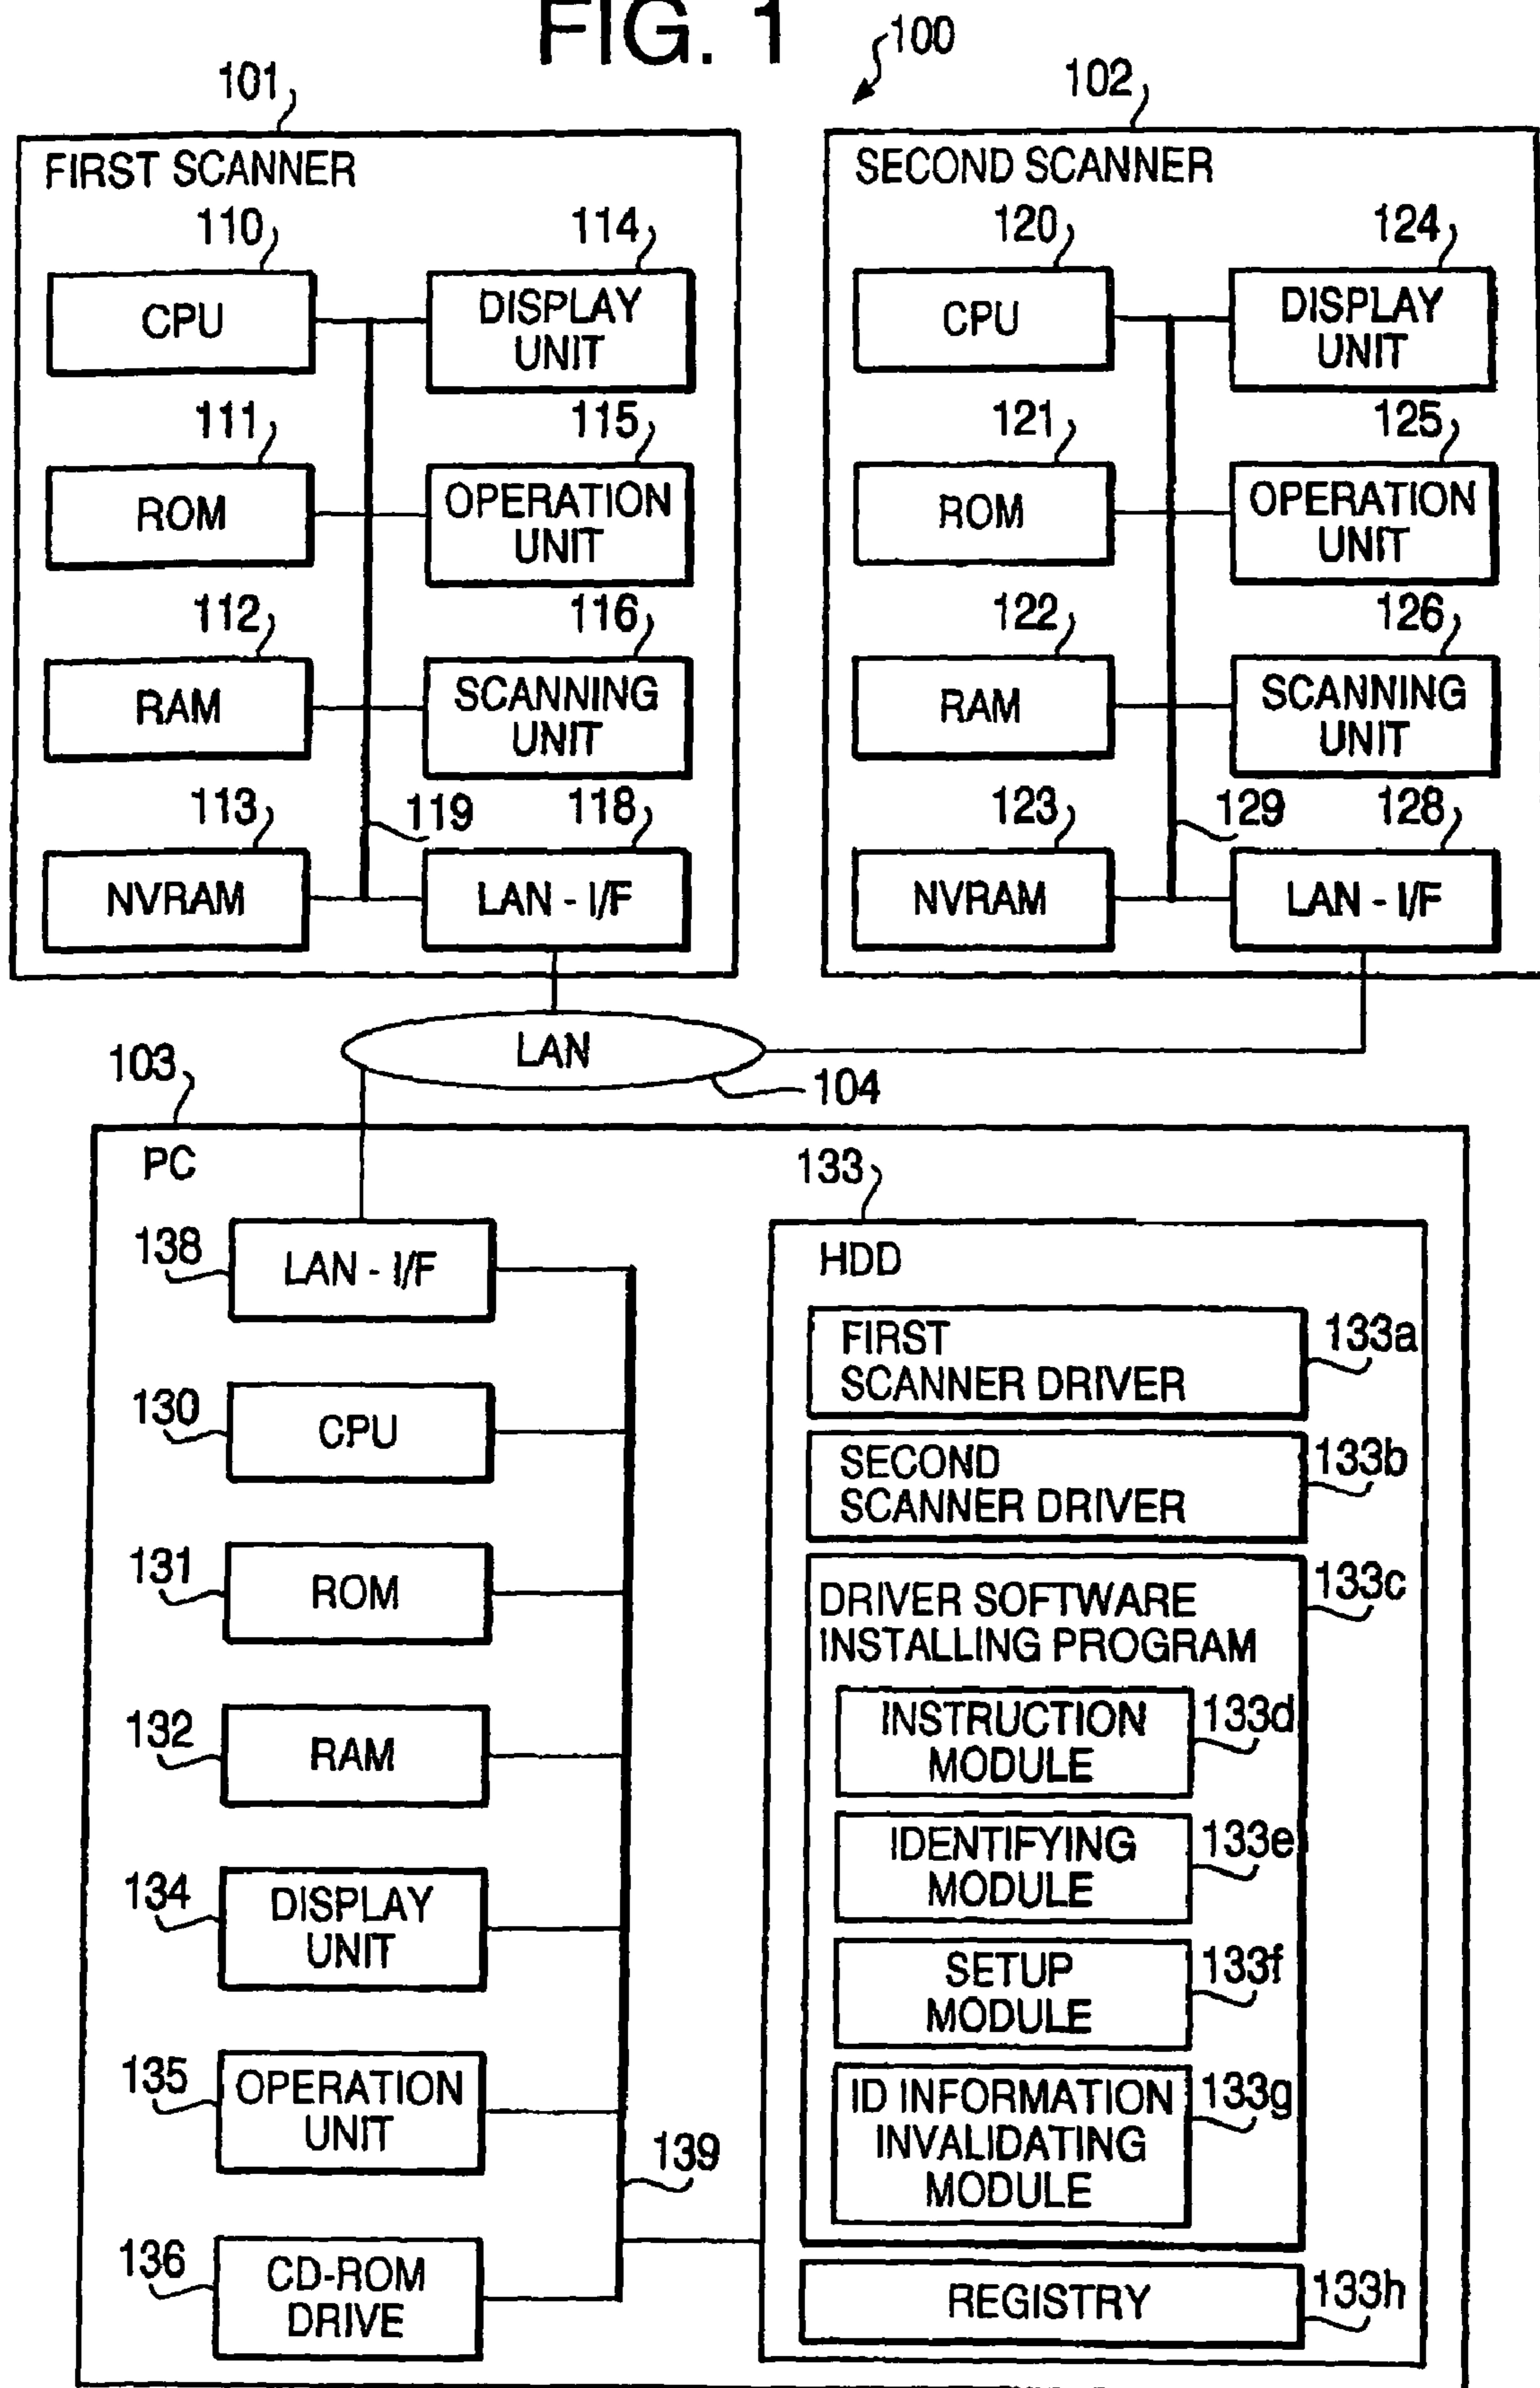 FIG. 1
100
101
FIRST SCANNER
110
CPU
114
DISPLAY
UNIT
111
ROM
115
OPERATION
UNIT
112
RAM
116
SCANNING
UNIT
113
NVRAM
119
118
LAN - I/F
102
SECOND SCANNER
120
CPU
124
DISPLAY
UNIT
121
ROM
125
OPERATION
UNIT
122
RAM
126
SCANNING
UNIT
123
NVRAM
129
128
LAN - I/F
LAN
104
103
PC
138
LAN - I/F
130
CPU
131
ROM
132
RAM
134
DISPLAY
UNIT
135
OPERATION
UNIT
139
136
CD-ROM
DRIVE
133
HDD
FIRST
SCANNER DRIVER
133a
SECOND
SCANNER DRIVER
133b
DRIVER SOFTWARE
INSTALLING PROGRAM
133c
INSTRUCTION
MODULE
133d
IDENTIFYING
MODULE
133e
SETUP
MODULE
133f
ID INFORMATION
INVALIDATING
MODULE
133g
REGISTRY
133h